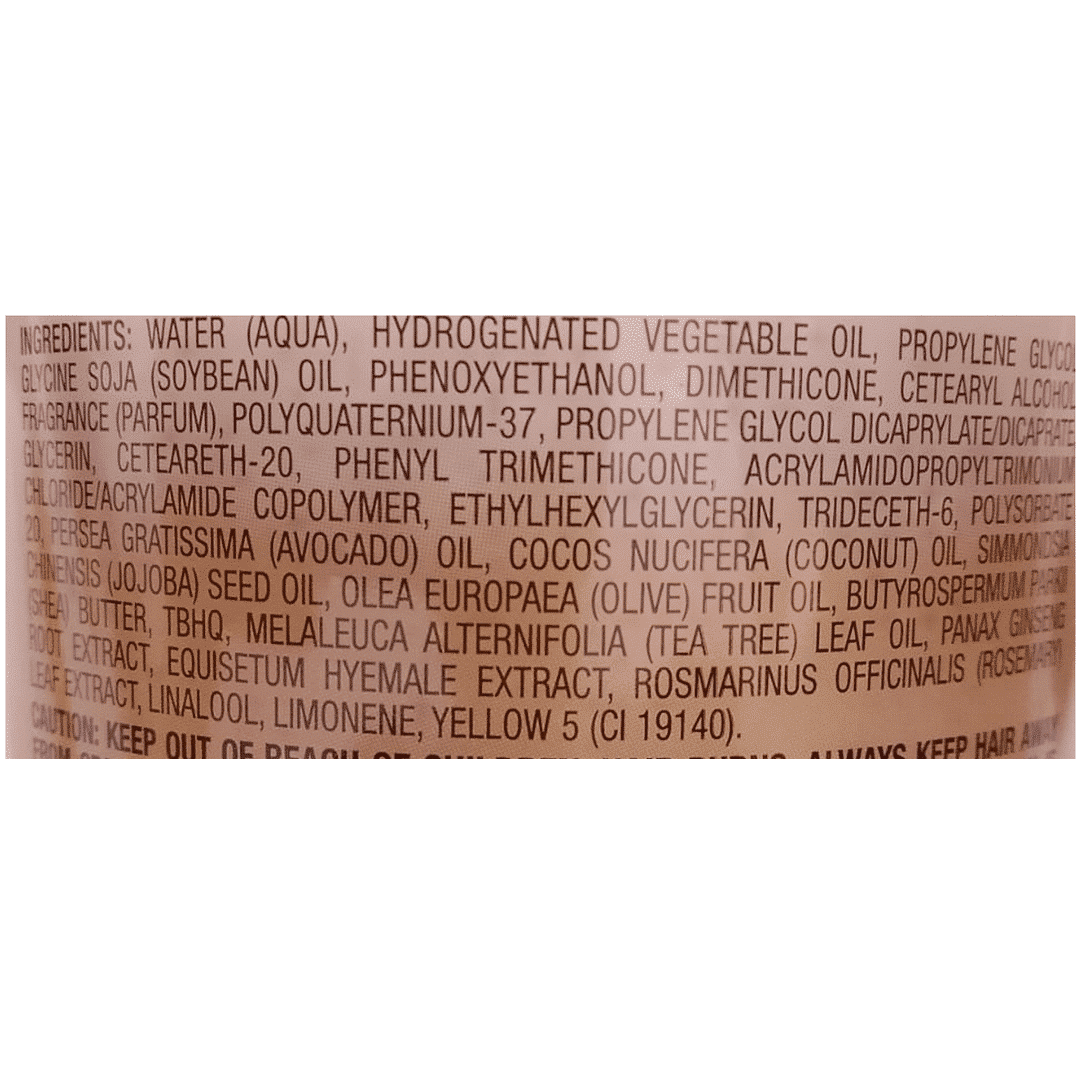 INGREDIENTS: WATER (AQUA), HYDROGENATED VEGETABLE OIL, PROPYLENE GLYCOL
GLYCINE SOJA (SOYBEAN) OIL, PHENOXYETHANOL, DIMETHICONE, CETEARYL ALCOHOL
FRAGRANCE (PARFUM), POLYQUATERNIUM-37, PROPYLENE GLYCOL DICAPRYLATE/DICAPRATE
GLYCERIN, CETEARETH-20, PHENYL TRIMETHICONE, ACRYLAMIDOPROPYLTRIMONIUM
CHLORIDE/ACRYLAMIDE COPOLYMER, ETHYLHEXYLGLYCERIN, TRIDECETH-6, POLYSORBATE
20, PERSEA GRATISSIMA (AVOCADO) OIL, COCOS NUCIFERA (COCONUT) OIL, SIMMONDSIA
CHINENSIS (JOJOBA) SEED OIL, OLEA EUROPAEA (OLIVE) FRUIT OIL, BUTYROSPERMUM PARKII
(SHEA) BUTTER, TBHQ, MELALEUCA ALTERNIFOLIA (TEA TREE) LEAF OIL, PANAX GINSENG
ROOT EXTRACT, EQUISETUM HYEMALE EXTRACT, ROSMARINUS OFFICINALIS (ROSEMARY)
LEAF EXTRACT, LINALOOL, LIMONENE, YELLOW 5 (CI 19140).
CAUTION: KEEP OUT OF REACH OF CHILDREN. HAIR BURNS. ALWAYS KEEP HAIR AWAY
FROM